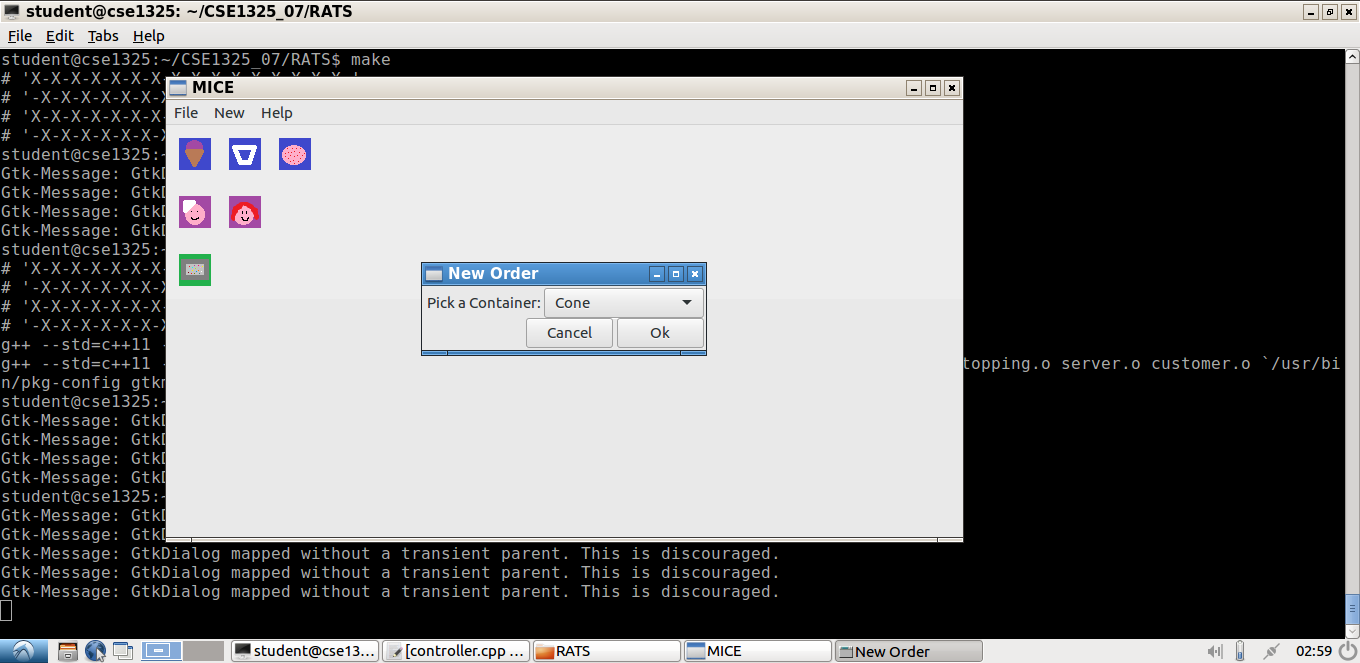 student@cse1325: ~/CSE1325_07/RATS
File Edit Tabs Help
student@cse1325:~/CSE1325_07/RATS$ make
# 'X-X-X-X-X-X-X-X-X-X-X-X-X-X-X-X '
# '-X-X-X-X-X-X-X
# 'X-X-X-X-X-X-X
# '-X-X-X-X-X-X-X
student@cse1325:~
Gtk-Message: GtkD
Gtk-Message: GtkD
Gtk-Message: GtkD
Gtk-Message: GtkD
student@cse1325:~
# 'X-X-X-X-X-X-X-
# '-X-X-X-X-X-X-X
# 'X-X-X-X-X-X-X-
# '-X-X-X-X-X-X-X
g++ --std=c++11 -
g++ --std=c++11 -
topping.o server.o customer.o `/usr/bi
n/pkg-config gtkm
student@cse1325:~
Gtk-Message: GtkD
Gtk-Message: GtkD
Gtk-Message: GtkD
Gtk-Message: GtkD
student@cse1325:~
Gtk-Message: GtkD
Gtk-Message: GtkD
Gtk-Message: GtkDialog mapped without a transient parent. This is discouraged.
Gtk-Message: GtkDialog mapped without a transient parent. This is discouraged.
Gtk-Message: GtkDialog mapped without a transient parent. This is discouraged.
MICE
File New Help
New Order
Pick a Container: Cone
Cancel Ok
student@cse13... [controller.cpp ... RATS MICE New Order 02:59